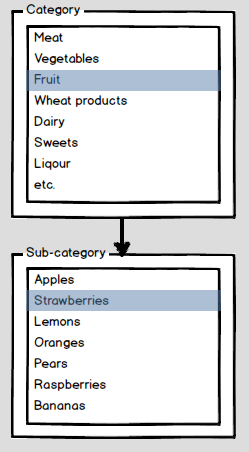 Category
Meat
Vegetables
Fruit
Wheat products
Dairy
Sweets
Liqour
etc.
Sub-category
Apples
Strawberries
Lemons
Oranges
Pears
Raspberries
Bananas